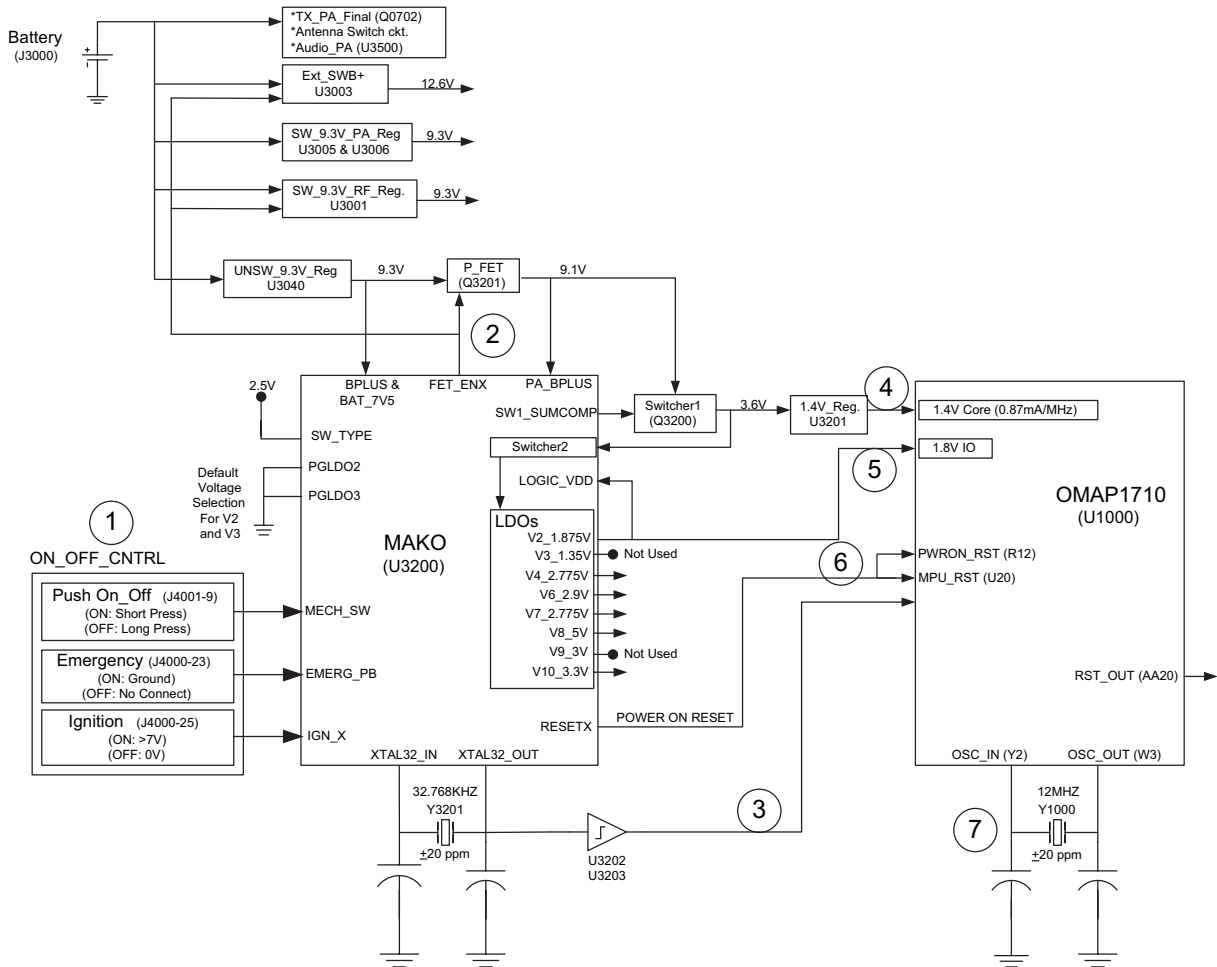 Battery
(J3000)
+
-
*TX_PA_Final (Q0702)
*Antenna Switch ckt.
*Audio_PA (U3500)
Ext_SWB+
U3003
12.6V
SW_9.3V_PA_Reg
U3005 & U3006
9.3V
SW_9.3V_RF_Reg.
U3001
9.3V
UNSW_9.3V_Reg
U3040
9.3V
P_FET
(Q3201)
9.1V
2
2.5V
BPLUS &
BAT_7V5
FET_ENX
PA_BPLUS
SW_TYPE
PGLDO2
PGLDO3
Default
Voltage
Selection
For V2
and V3
SW1_SUMCOMP
Switcher1
(Q3200)
3.6V
1.4V_Reg.
U3201
4
1.4V Core (0.87mA/MHz)
Switcher2
5
1.8V IO
LOGIC_VDD
LDOs
V2_1.875V
V3_1.35V
Not Used
V4_2.775V
V6_2.9V
V7_2.775V
V8_5V
V9_3V
Not Used
V10_3.3V
MAKO
(U3200)
OMAP1710
(U1000)
6
PWRON_RST (R12)
MPU_RST (U20)
1
ON_OFF_CNTRL
Push On_Off (J4001-9)
(ON: Short Press)
(OFF: Long Press)
MECH_SW
Emergency (J4000-23)
(ON: Ground)
(OFF: No Connect)
EMERG_PB
Ignition (J4000-25)
(ON: >7V)
(OFF: 0V)
IGN_X
RESETX
POWER ON RESET
RST_OUT (AA20)
XTAL32_IN
XTAL32_OUT
OSC_IN (Y2)
OSC_OUT (W3)
32.768KHZ
Y3201
±20 ppm
U3202
U3203
3
7
12MHZ
Y1000
±20 ppm